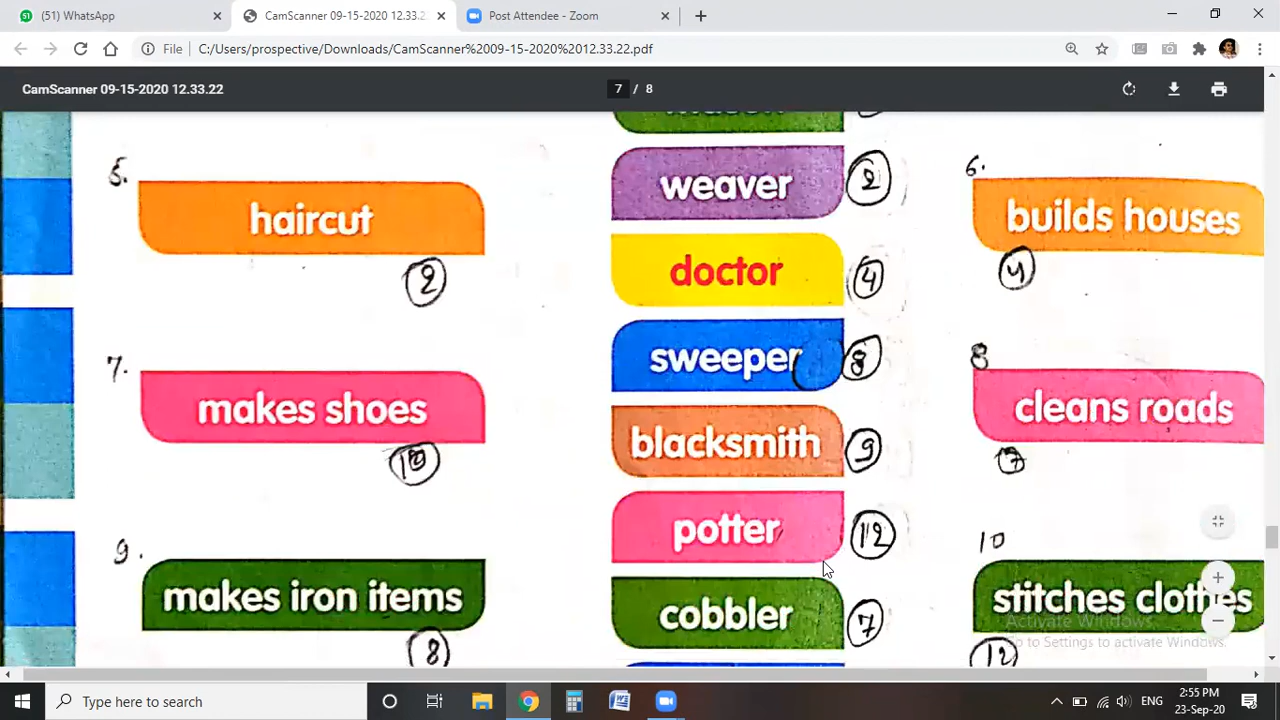 (51) WhatsApp
CamScanner 09-15-2020 12.33.2
Post Attendee - Zoom
File C:/Users/prospective/Downloads/CamScanner%2009-15-2020%2012.33.22.pdf
CamScanner 09-15-2020 12.33.22
7 / 8
weaver 2
5.
haircut
2
6.
builds houses
4
doctor 4
sweeper 8
7.
makes shoes
10
8
cleans roads
7
blacksmith 9
potter 12
9.
makes iron items
8
10
stitches clothes
12
cobbler 7
Activate Windows
Go to Settings to activate Windows.
Type here to search
ENG
2:55 PM
23-Sep-20